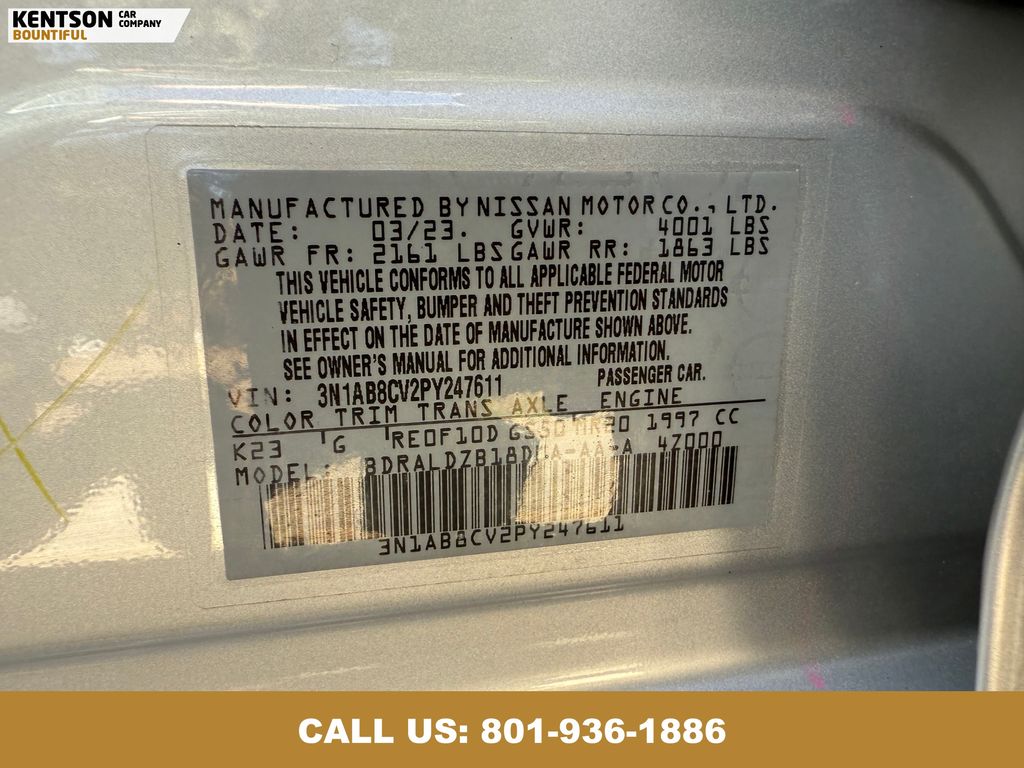 KENTSON CAR COMPANY
BOUNTIFUL
MANUFACTURED BY NISSAN MOTOR CO., LTD.
DATE: 03/23. GVWR: 4001 LBS
GAWR FR: 2161 LBS GAWR RR: 1863 LBS
THIS VEHICLE CONFORMS TO ALL APPLICABLE FEDERAL MOTOR
VEHICLE SAFETY, BUMPER AND THEFT PREVENTION STANDARDS
IN EFFECT ON THE DATE OF MANUFACTURE SHOWN ABOVE.
SEE OWNER'S MANUAL FOR ADDITIONAL INFORMATION.
VIN: 3N1AB8CV2PY247611 PASSENGER CAR.
COLOR TRIM TRANS AXLE ENGINE
K23 G RE0F10D GS50 MR20 1997 CC
MODEL: 47000
3N1AB8CV2PY247611
CALL US: 801-936-1886